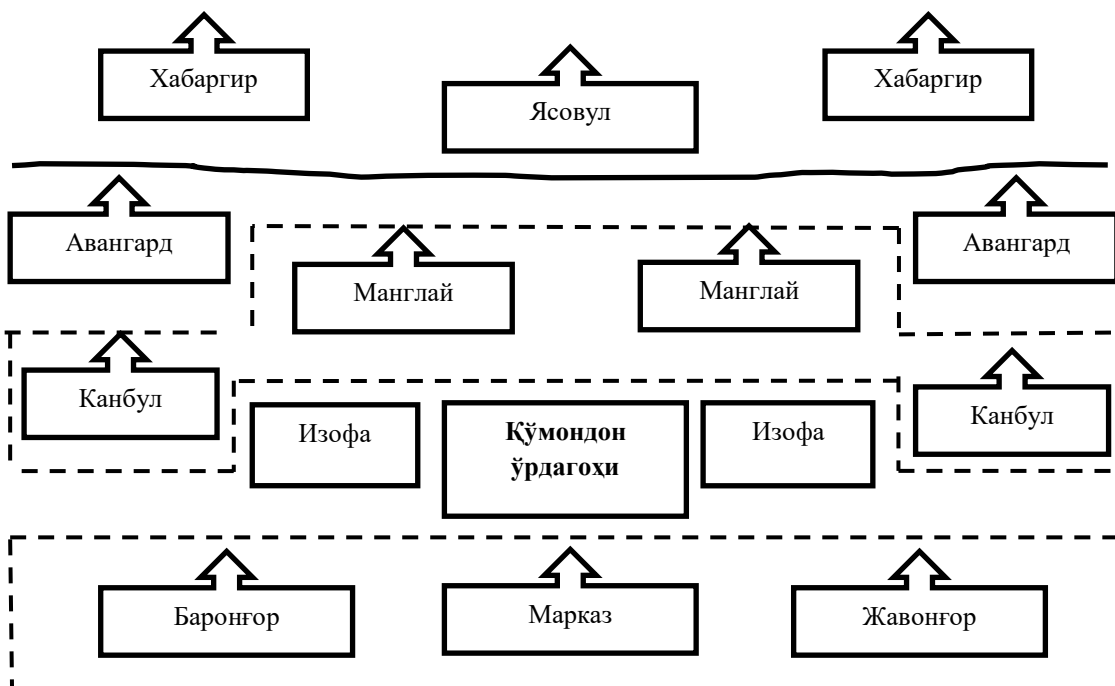 Хабаргир
Ясовул
Хабаргир
Авангард
Манглай
Манглай
Авангард
Канбул
Изофа
Қўмондон
ўрдагоҳи
Изофа
Канбул
Баронғор
Марказ
Жавонғор